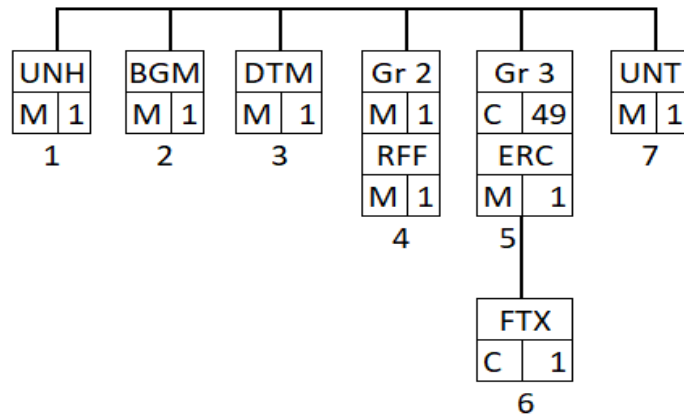 UNH BGM DTM Gr 2 Gr 3 UNT
M 1 M 1 M 1 M 1 C 49 M 1
1 2 3 RFF ERC 7
M 1 M 1
4 5
FTX
C 1
6